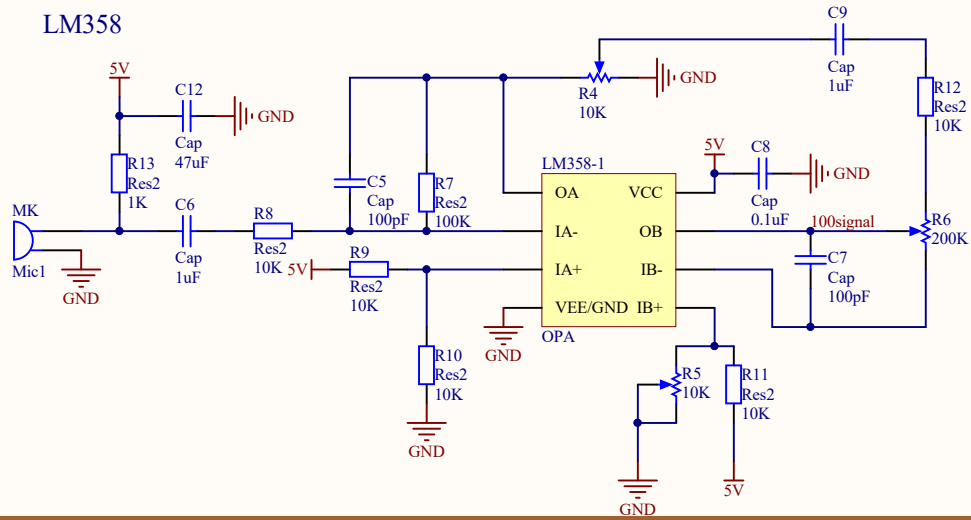 LM358
C9
Cap
1uF
5V
C12
Cap
47uF
GND
R4
10K
GND
R12
Res2
10K
R13
Res2
1K
C5
Cap
100pF
R7
Res2
100K
LM358-1
5V
C8
Cap
0.1uF
GND
MK
Mic1
GND
C6
Cap
1uF
R8
Res2
10K
OA
VCC
IA-
OB
IA+
IB-
VEE/GND
IB+
OPA
100signal
R6
200K
5V
R9
Res2
10K
C7
Cap
100pF
GND
R10
Res2
10K
GND
R5
10K
R11
Res2
10K
GND
5V